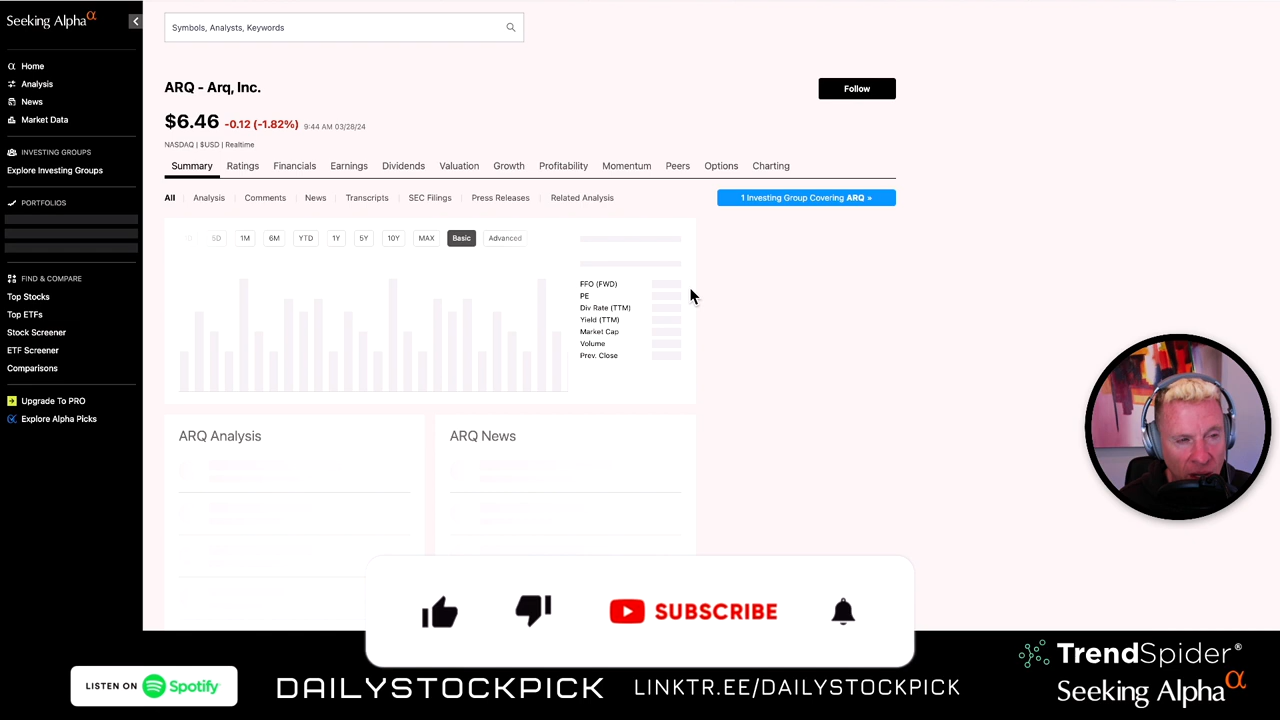 Seeking Alpha α
Symbols, Analysts, Keywords
Home
Analysis
News
Market Data
INVESTING GROUPS
Explore Investing Groups
PORTFOLIOS
FIND & COMPARE
Top Stocks
Top ETFs
Stock Screener
ETF Screener
Comparisons
Upgrade To PRO
Explore Alpha Picks
ARQ - Arq, Inc.
Follow
$6.46 -0.12 (-1.82%) 9:44 AM 03/28/24
NASDAQ | $USD | Realtime
Summary Ratings Financials Earnings Dividends Valuation Growth Profitability Momentum Peers Options Charting
All Analysis Comments News Transcripts SEC Filings Press Releases Related Analysis
1 Investing Group Covering ARQ »
1D 5D 1M 6M YTD 1Y 5Y 10Y MAX Basic Advanced
FFO (FWD)
PE
Div Rate (TTM)
Yield (TTM)
Market Cap
Volume
Prev. Close
ARQ Analysis
ARQ News
SUBSCRIBE
LISTEN ON Spotify
DAILYSTOCKPICK
LINKTR.EE/DAILYSTOCKPICK
TrendSpider®
Seeking Alpha α